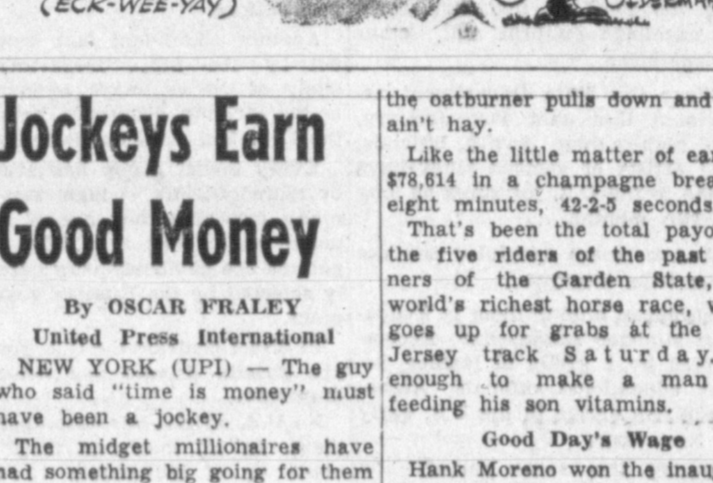 (ECK-WEE-YAY)
Jockeys Earn
Good Money
By OSCAR FRALEY
United Press International
NEW YORK (UPI) — The guy
who said "time is money" must
have been a jockey.
The midget millionaires have
had something big going for them
the oatburner pulls down and
ain't hay.
Like the little matter of
$78,614 in a champagne
eight minutes, 42-2-5 seconds
That's been the total
the five riders of the past
ners of the Garden State,
world's richest horse race,
goes up for grabs at the
Jersey track Saturday.
enough to make a man
feeding his son vitamins.
Good Day's Wage
Hank Moreno won the